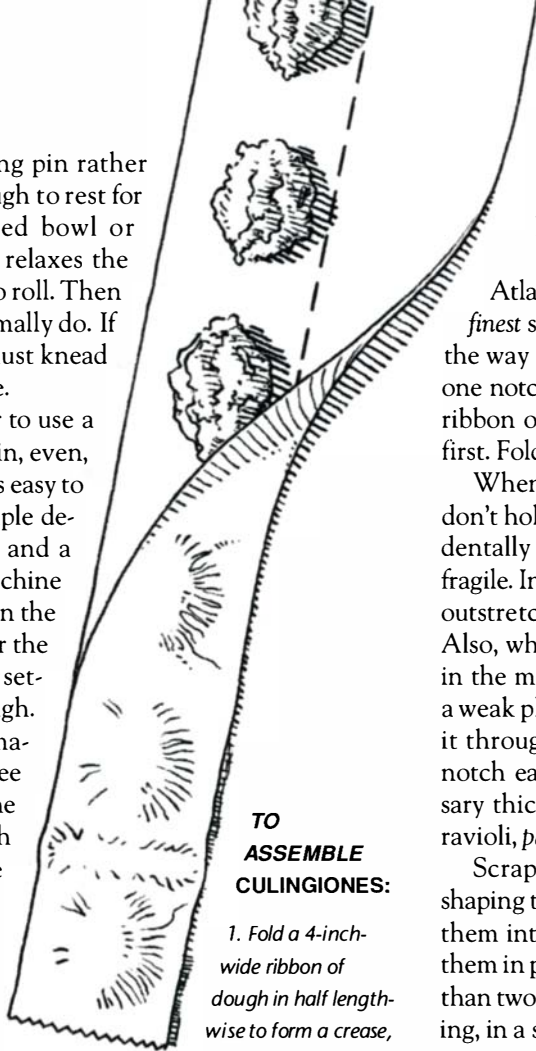 ng pin rather
gh to rest for
ed bowl or
relaxes the
o roll. Then
mally do. If
ust knead
e.
r to use a
in, even,
s easy to
ple de-
and a
chine
n the
r the
set-
gh.
na-
ee
ne
h
e
TO
ASSEMBLE
CULINGIONES:
1. Fold a 4-inch-
wide ribbon of
dough in half length-
wise to form a crease,
Atla
finest s
the way
one notc
ribbon o
first. Fold
When
don't hol
dentally
fragile. In
outstretc
Also, wh
in the m
a weak pl
it throug
notch ea
sary thic
ravioli, pa
Scrap
shaping t
them int
them in p
than two
ing, in a s